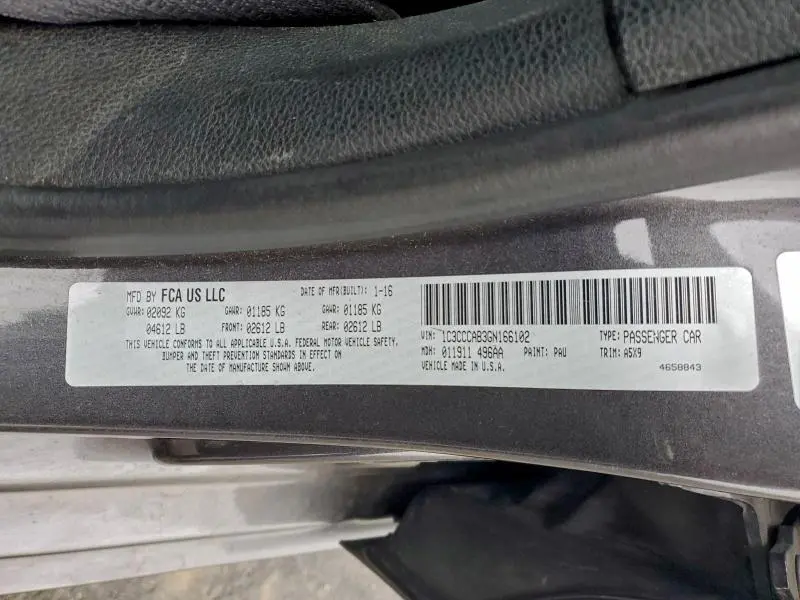 MFD BY FCA US LLC DATE OF MFR(BUILT): 1-16
GVWR: 02092 KG GAWR: 01185 KG GAWR: 01185 KG
04612 LB FRONT: 02612 LB REAR: 02612 LB
THIS VEHICLE CONFORMS TO ALL APPLICABLE U.S.A. FEDERAL MOTOR VEHICLE SAFETY,
BUMPER AND THEFT PREVENTION STANDARDS IN EFFECT ON
THE DATE OF MANUFACTURE SHOWN ABOVE.
VIN: 1C3CCCAB3GN166102 TYPE: PASSENGER CAR
MDH: 011911 496AA PAINT: PAU TRIM: A5X9
VEHICLE MADE IN U.S.A. 4658843